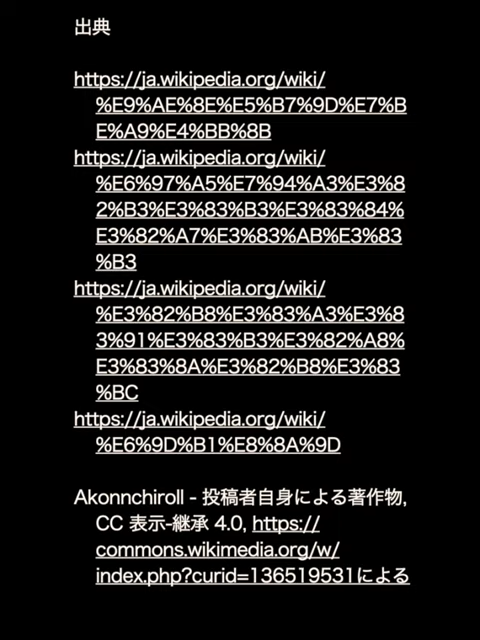 出典
https://ja.wikipedia.org/wiki/
%E9%AE%8E%E5%B7%9D%E7%B
E%A9%E4%BB%8B
https://ja.wikipedia.org/wiki/
%E6%97%A5%E7%94%A3%E3%8
2%B3%E3%83%B3%E3%83%84%
E3%82%A7%E3%83%AB%E3%83
%B3
https://ja.wikipedia.org/wiki/
%E3%82%B8%E3%83%A3%E3%8
3%91%E3%83%B3%E3%82%A8%
E3%83%8A%E3%82%B8%E3%83
%BC
https://ja.wikipedia.org/wiki/
%E6%9D%B1%E8%8A%9D
Akonnchiroll - 投稿者自身による著作物,
CC 表示-継承 4.0, https://
commons.wikimedia.org/w/
index.php?curid=136519531による